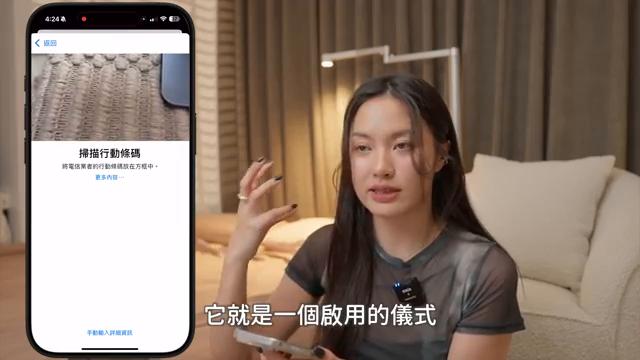 4:24
返回
掃描行動條碼
將電信業者的行動條碼放在方框中。
更多內容⋯
手動輸入詳細資訊
它就是一個啟用的儀式